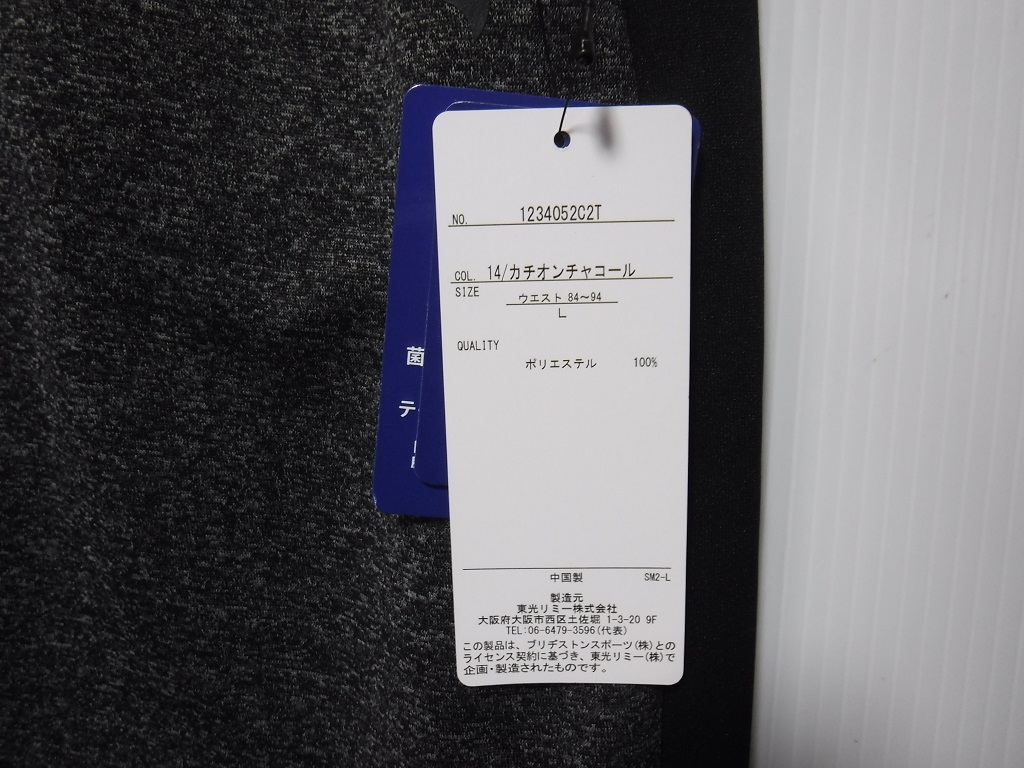 NO. 1234052C2T
COL. 14/カチオンチャコール
SIZE
ウエスト 84～94
L
QUALITY
ポリエステル 100%
中国製 SM2-L
製造元
東光リミー株式会社
大阪府大阪市西区土佐堀 1-3-20 9F
TEL:06-6479-3596(代表)
この製品は、ブリヂストンスポーツ(株)との
ライセンス契約に基づき、東光リミー(株)で
企画・製造されたものです。
菌
テ